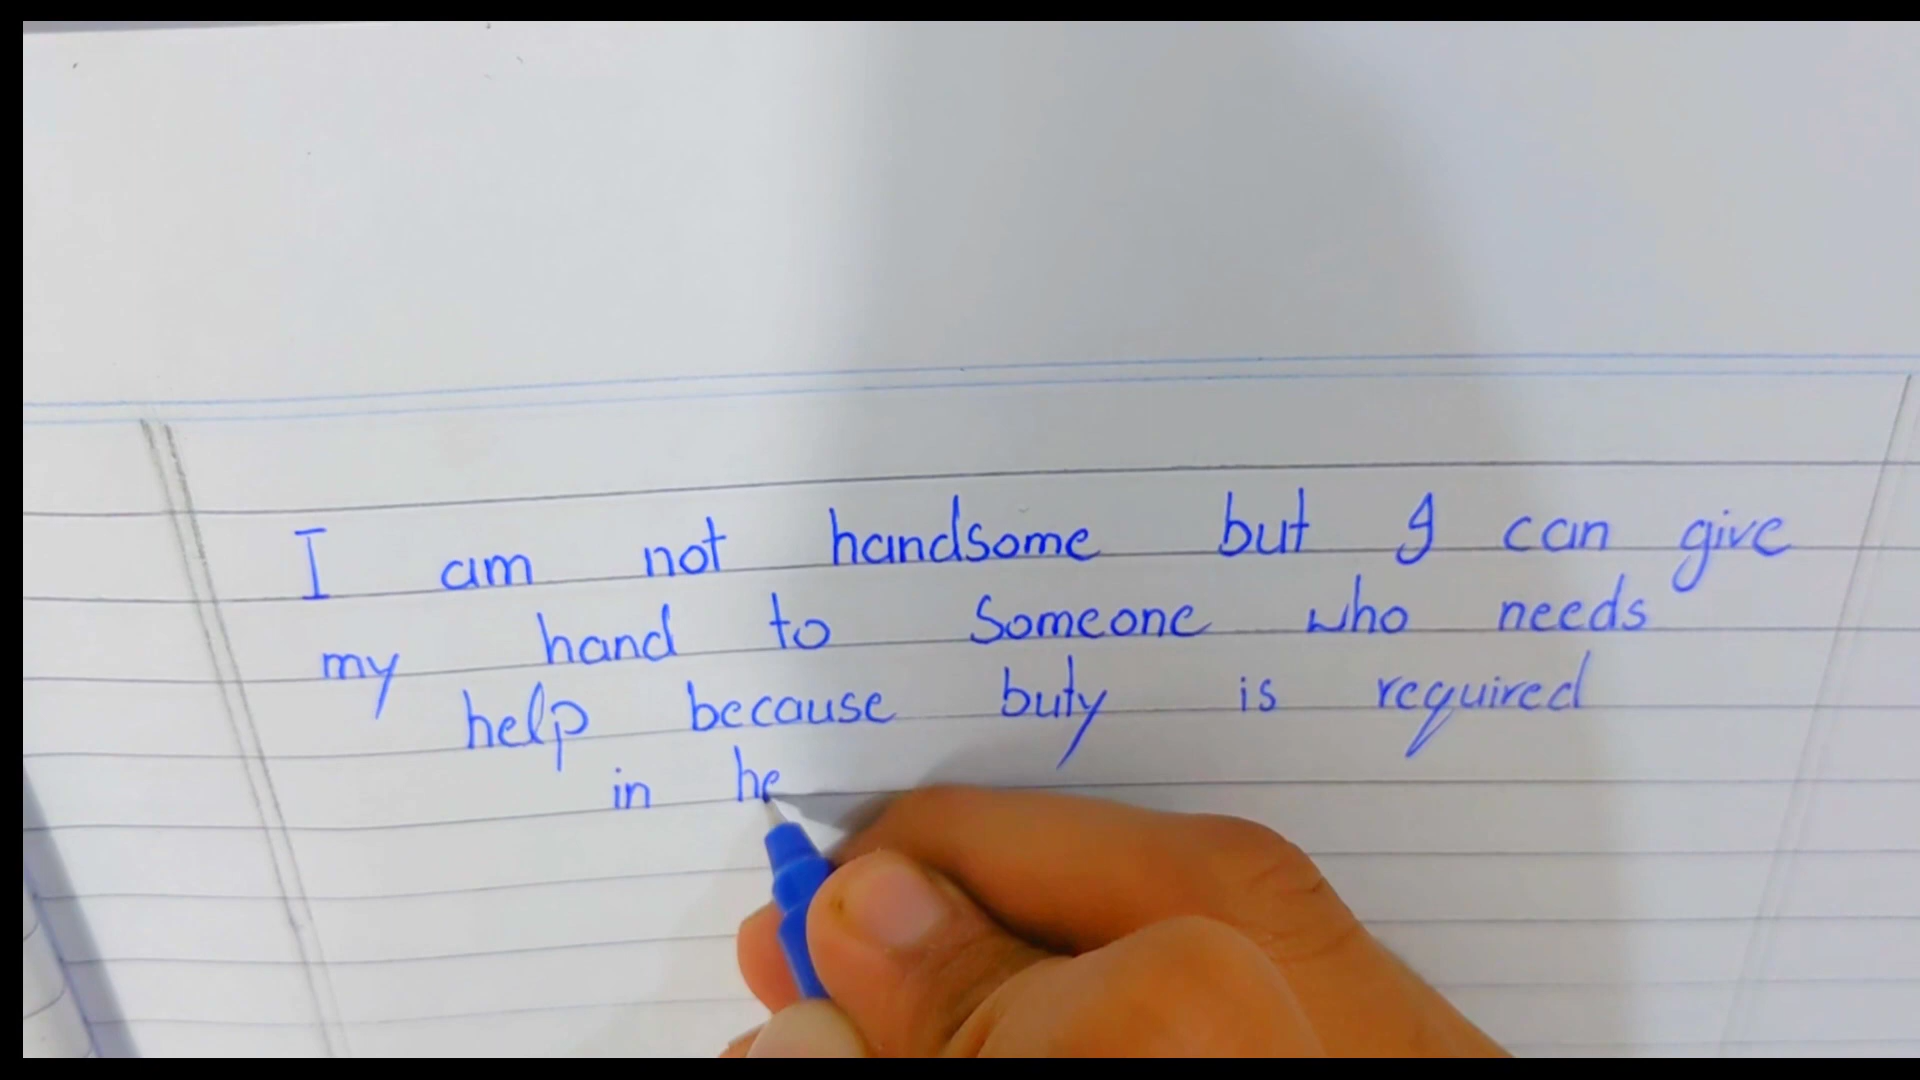 I am not handsome but I can give
my hand to someone who needs
help because buty is required
in he